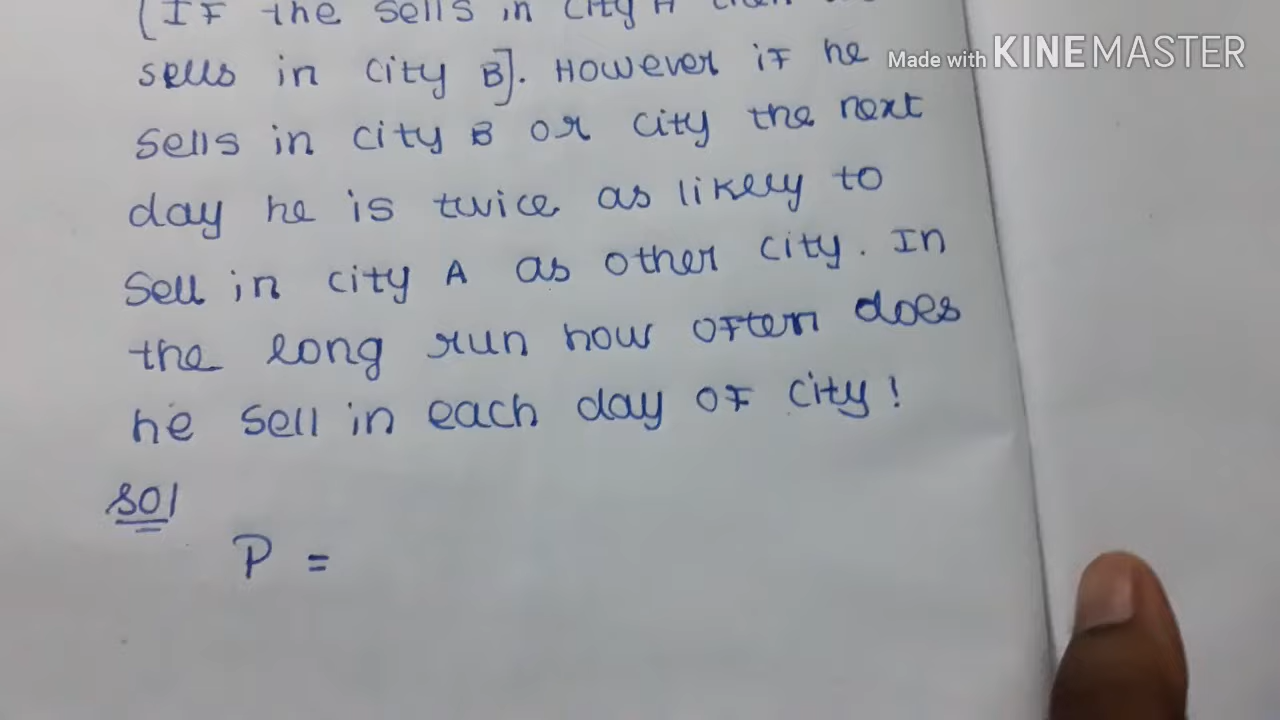 [If the sells in city A then
sells in city B]. However if he
Made with KINEMASTER
sells in city B or city the next
day he is twice as likely to
sell in city A as other city. In
the long run how often does
he sell in each day of city!
Sol
P =